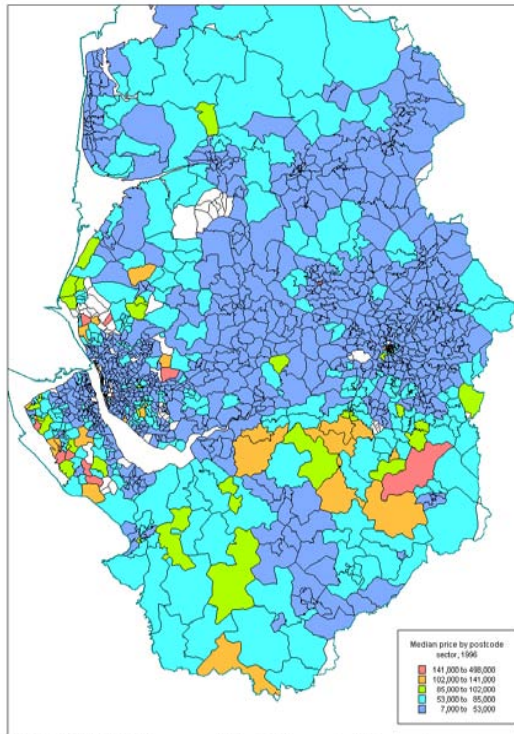 Median price by postcode
sector, 1996
141,000 to 498,000
102,000 to 141,000
85,000 to 102,000
53,000 to 85,000
7,000 to 53,000